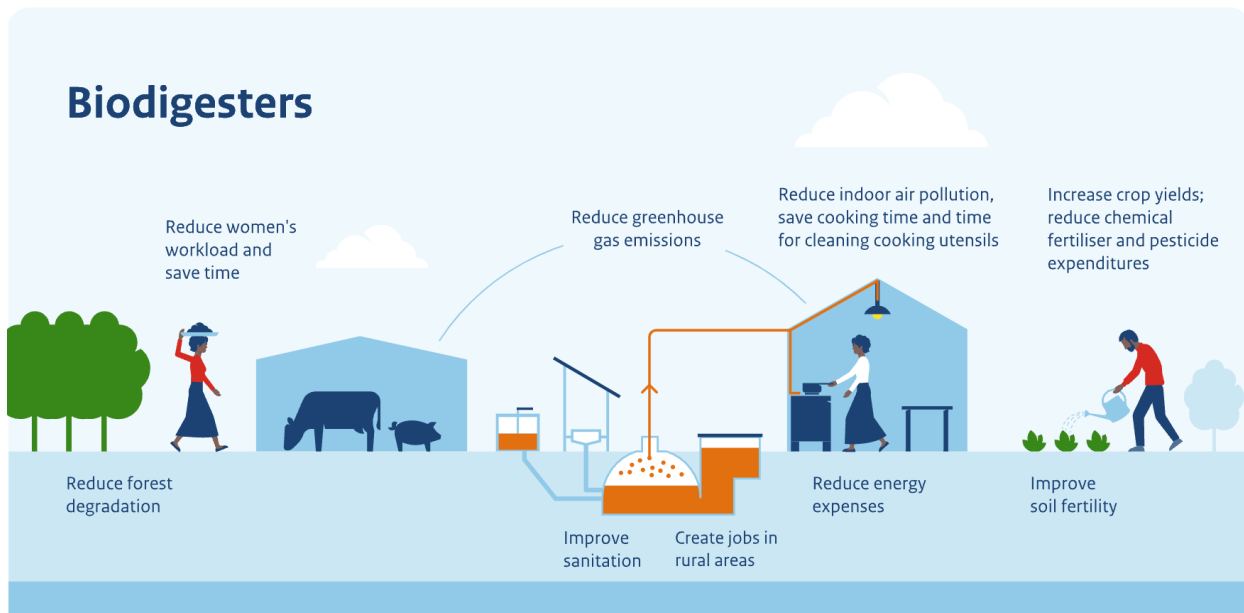 Biodigesters
Reduce women's
workload and
save time
Reduce greenhouse
gas emissions
Reduce indoor air pollution,
save cooking time and time
for cleaning cooking utensils
Increase crop yields;
reduce chemical
fertiliser and pesticide
expenditures
Reduce forest
degradation
Improve
sanitation
Create jobs in
rural areas
Reduce energy
expenses
Improve
soil fertility